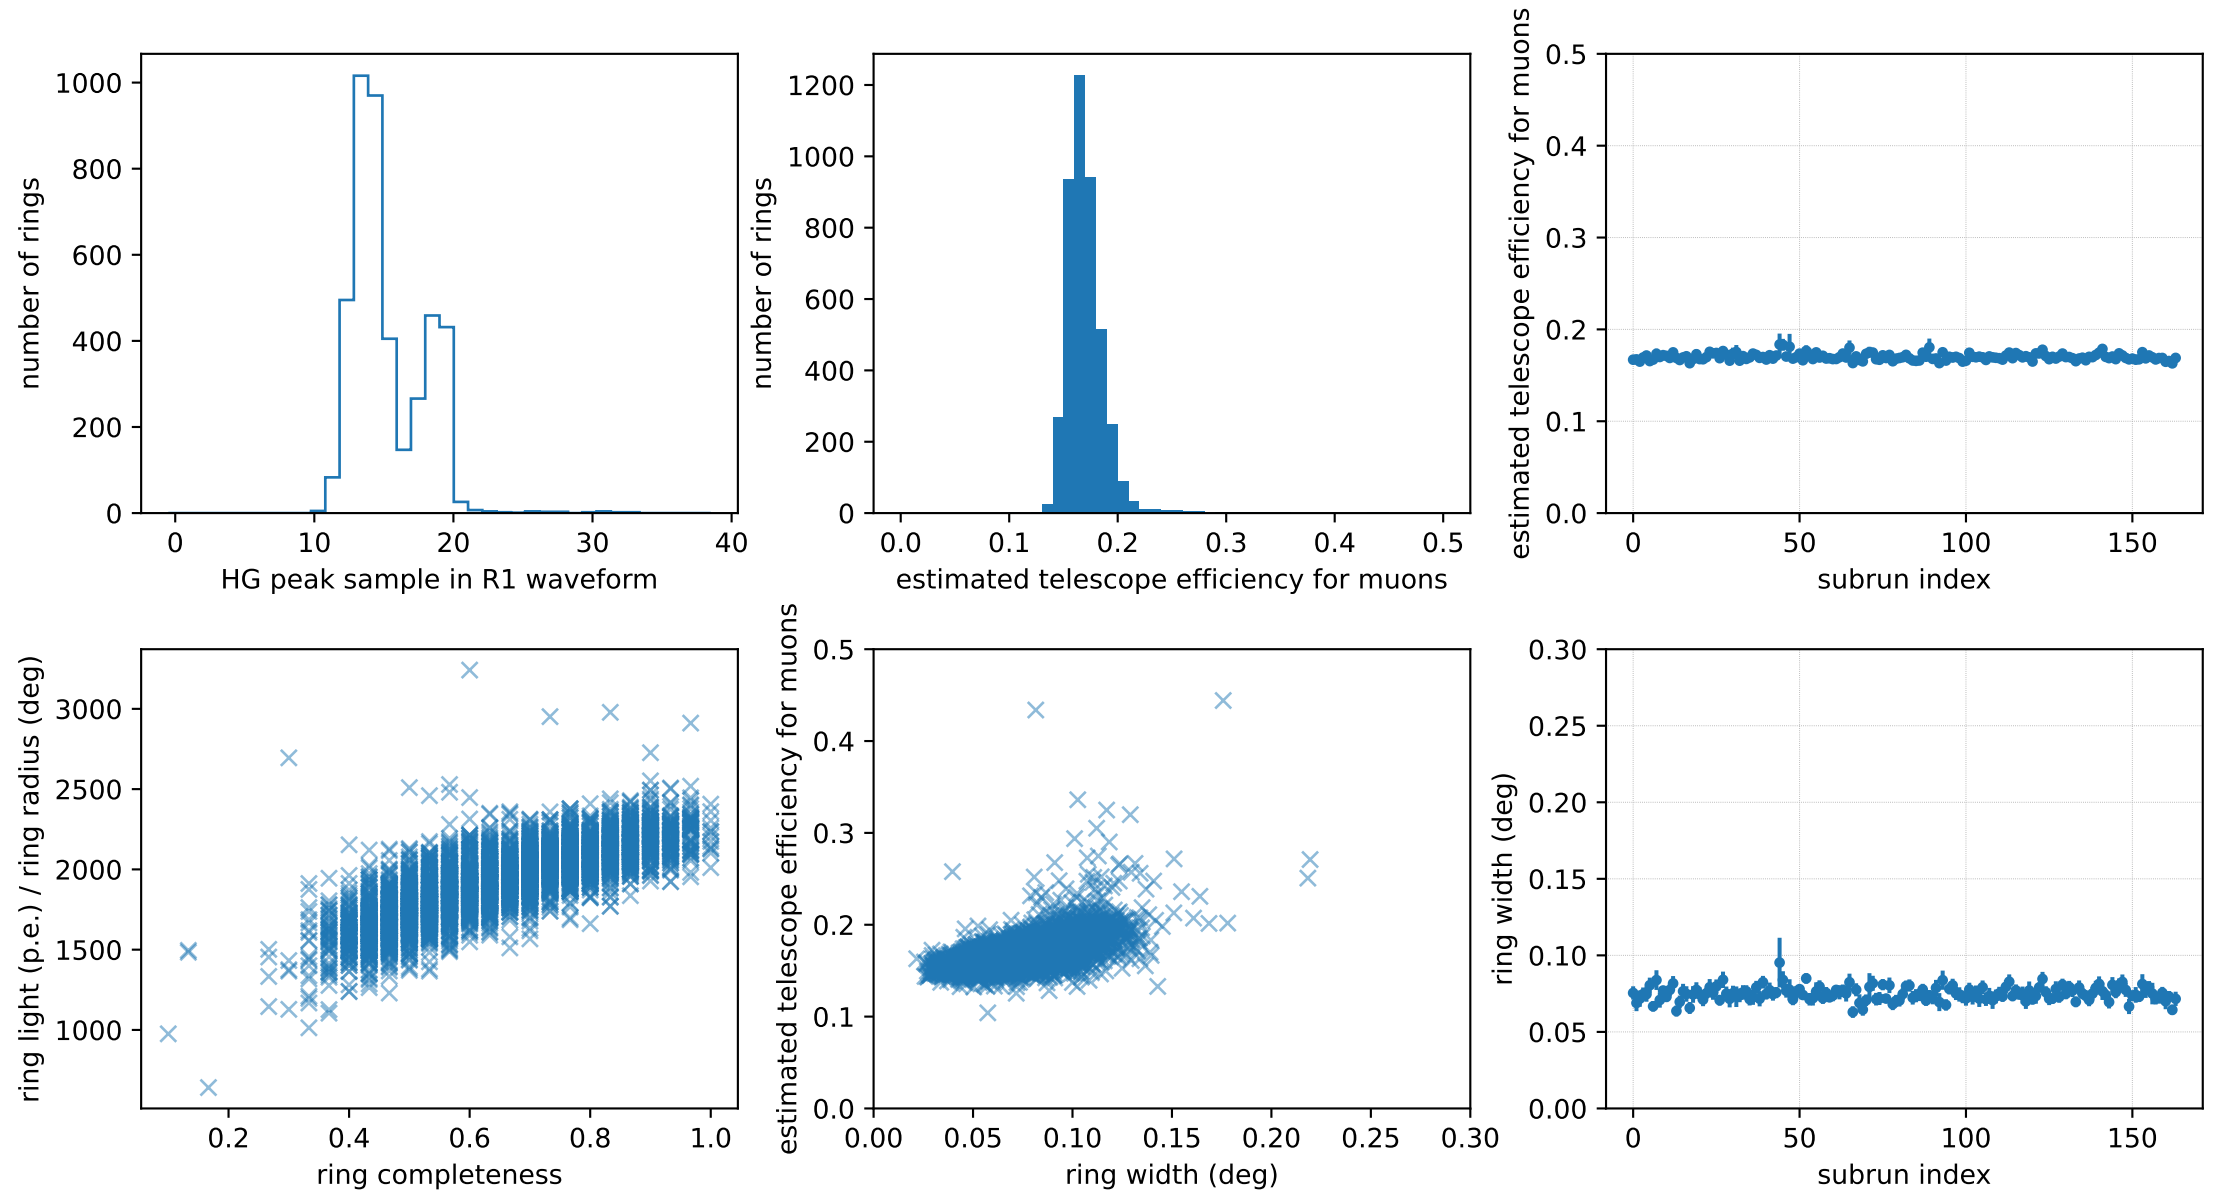 1000
800
600
400
200
0
number of rings
0 10 20 30 40
HG peak sample in R1 waveform
1200
1000
800
600
400
200
0
number of rings
0.0 0.1 0.2 0.3 0.4 0.5
estimated telescope efficiency for muons
0.5
0.4
0.3
0.2
0.1
0.0
estimated telescope efficiency for muons
0 50 100 150
subrun index
3000
2500
2000
1500
1000
ring light (p.e.) / ring radius (deg)
0.2 0.4 0.6 0.8 1.0
ring completeness
0.5
0.4
0.3
0.2
0.1
0.0
estimated telescope efficiency for muons
0.00 0.05 0.10 0.15 0.20 0.25 0.30
ring width (deg)
0.30
0.25
0.20
0.15
0.10
0.05
0.00
ring width (deg)
0 50 100 150
subrun index